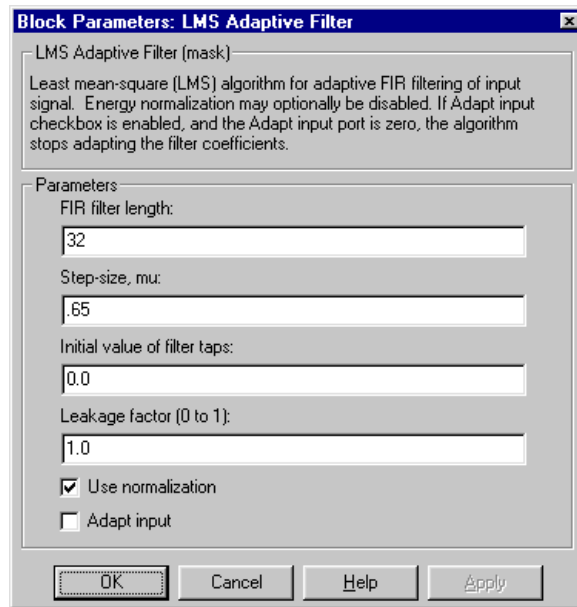 Block Parameters: LMS Adaptive Filter
LMS Adaptive Filter (mask)
Least mean-square (LMS) algorithm for adaptive FIR filtering of input
signal.  Energy normalization may optionally be disabled. If Adapt input
checkbox is enabled, and the Adapt input port is zero, the algorithm
stops adapting the filter coefficients.
Parameters
FIR filter length:
32
Step-size, mu:
.65
Initial value of filter taps:
0.0
Leakage factor (0 to 1):
1.0
Use normalization
Adapt input
OK Cancel Help Apply